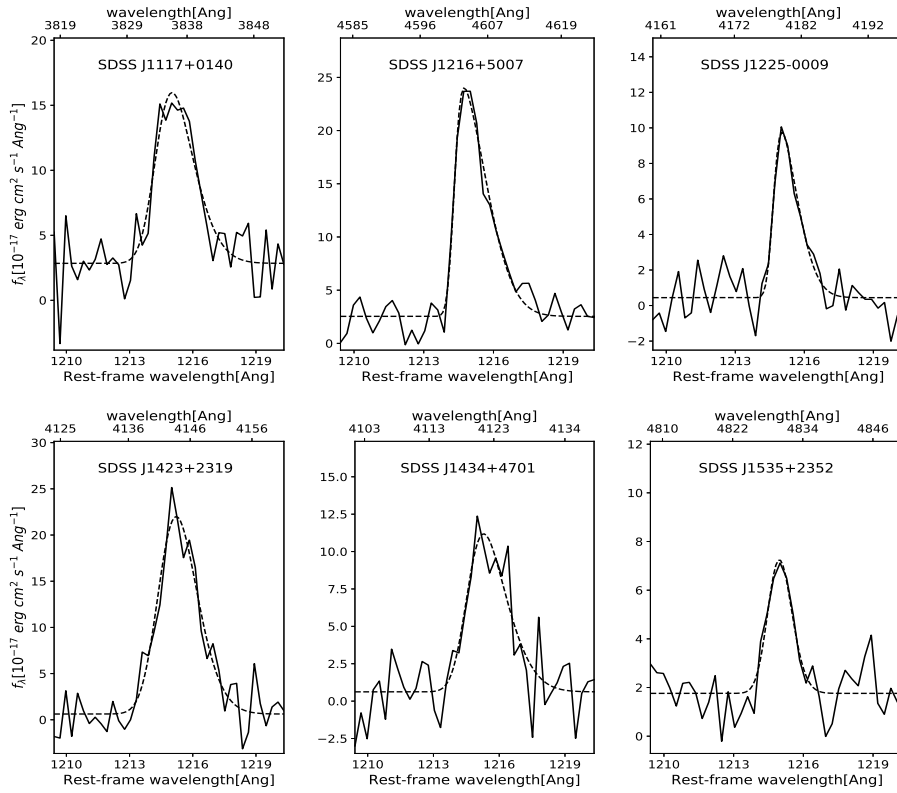 wavelength[Ang] wavelength[Ang] wavelength[Ang]
3819 3829 3838 3848 4585 4596 4607 4619 4161 4172 4182 4192
SDSS J1117+0140
20
15
10
5
0
f_λ[10⁻¹⁷ erg cm² s⁻¹ Ang⁻¹]
1210 1213 1216 1219
Rest-frame wavelength[Ang]
SDSS J1216+5007
25
20
15
10
5
0
1210 1213 1216 1219
Rest-frame wavelength[Ang]
SDSS J1225-0009
14
12
10
8
6
4
2
0
−2
1210 1213 1216 1219
Rest-frame wavelength[Ang]
wavelength[Ang] wavelength[Ang] wavelength[Ang]
4125 4136 4146 4156 4103 4113 4123 4134 4810 4822 4834 4846
SDSS J1423+2319
30
25
20
15
10
5
0
f_λ[10⁻¹⁷ erg cm² s⁻¹ Ang⁻¹]
1210 1213 1216 1219
Rest-frame wavelength[Ang]
SDSS J1434+4701
15.0
12.5
10.0
7.5
5.0
2.5
0.0
−2.5
1210 1213 1216 1219
Rest-frame wavelength[Ang]
SDSS J1535+2352
12
10
8
6
4
2
0
1210 1213 1216 1219
Rest-frame wavelength[Ang]